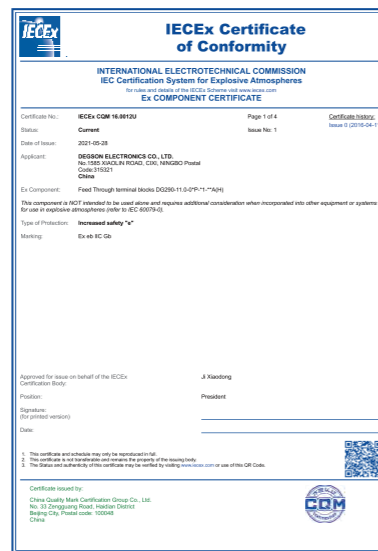 IECEx
IECEx Certificate
of Conformity
INTERNATIONAL ELECTROTECHNICAL COMMISSION
IEC Certification System for Explosive Atmospheres
for rules and details of the IECEx Scheme visit www.iecex.com
Ex COMPONENT CERTIFICATE
Certificate No.: IECEx CQM 16.0012U Page 1 of 4 Certificate history:
Status: Current Issue No: 1 Issue 0 (2016-04-1
Date of Issue: 2021-05-28
Applicant: DEGSON ELECTRONICS CO., LTD.
No.1585 XIAOLIN ROAD, CIXI, NINGBRO Postal
Code:315321
China
Ex Component: Feed Through terminal blocks DG290-11.0-0*P-*1-**A(H)
This component is NOT intended to be used alone and requires additional consideration when incorporated into other equipment or systems
for use in explosive atmospheres (refer to IEC 60079-0).
Type of Protection: Increased safety "e"
Marking: Ex eb IIC Gb
Approved for issue on behalf of the IECEx Ji Xiaodong
Certification Body:
Position: President
Signature:
(for printed version)
Date:
1. This certificate and schedule may only be reproduced in full.
2. This certificate is not transferable and remains the property of the issuing body.
3. The Status and authenticity of this certificate may be verified by visiting www.iecex.com or use of this QR Code.
Certificate issued by:
China Quality Mark Certification Group Co., Ltd.
No. 33 Zengguang Road, Haidian District
Beijing City, Postal code: 100048
China
CQM